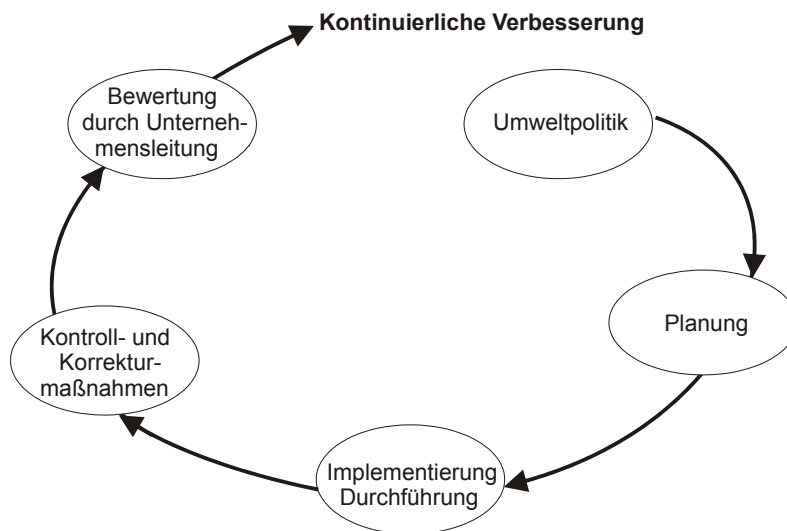 Kontinuierliche Verbesserung
Umweltpolitik
Planung
Implementierung
Durchführung
Kontroll- und
Korrektur-
maßnahmen
Bewertung
durch Unterneh-
mensleitung